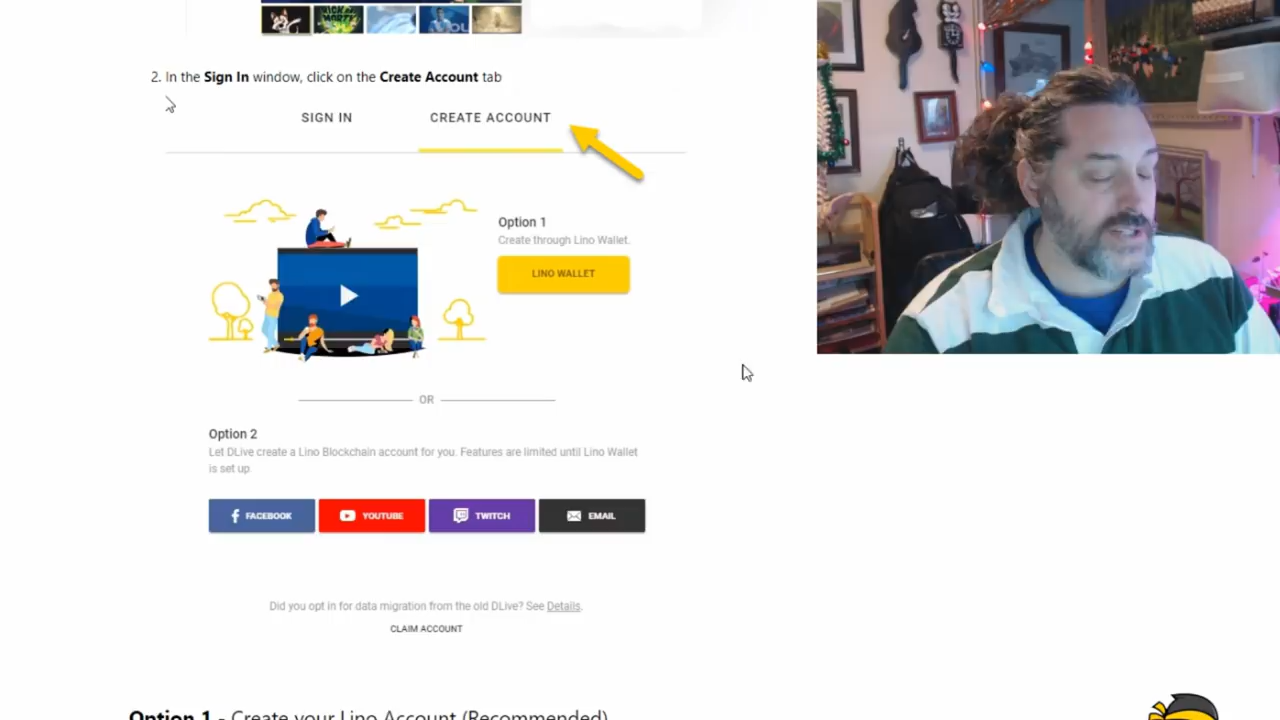 2. In the Sign In window, click on the Create Account tab
SIGN IN
CREATE ACCOUNT
Option 1
Create through Lino Wallet.
LINO WALLET
OR
Option 2
Let DLive create a Lino Blockchain account for you. Features are limited until Lino Wallet
is set up.
FACEBOOK
YOUTUBE
TWITCH
EMAIL
Did you opt in for data migration from the old DLive? See Details.
CLAIM ACCOUNT
Option 1 - Create your Lino Account (Recommended)